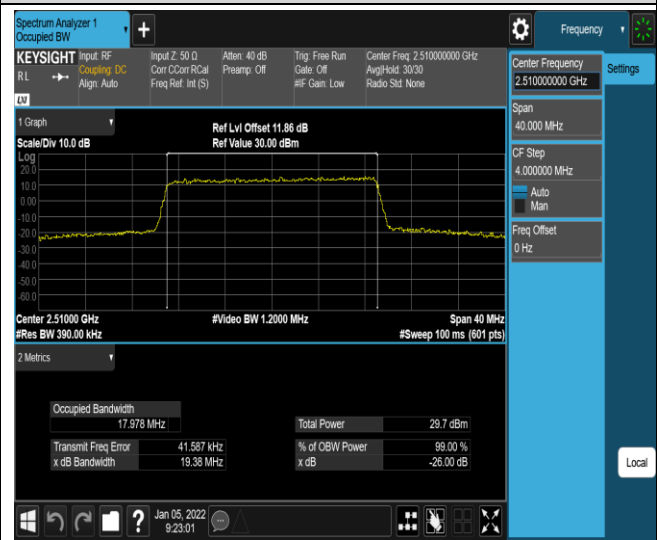 Spectrum Analyzer 1
Occupied BW
Frequency
KEYSIGHT
Input: RF
Coupling: DC
Align: Auto
Input Z: 50 Ω
Corr CCorr RCal
Freq Ref: Int (S)
Atten: 40 dB
Preamp: Off
Trig: Free Run
Gate: Off
#IF Gain: Low
Center Freq: 2.510000000 GHz
Avg|Hold: 30/30
Radio Std: None
R L
LXI
Center Frequency
2.510000000 GHz
Settings
Span
40.000 MHz
CF Step
4.000000 MHz
Auto
Man
Freq Offset
0 Hz
1 Graph
Ref Lvl Offset 11.86 dB
Scale/Div 10.0 dB
Ref Value 30.00 dBm
Log
20.0
10.0
0.00
-10.0
-20.0
-30.0
-40.0
-50.0
-60.0
Center 2.51000 GHz
#Video BW 1.2000 MHz
Span 40 MHz
#Res BW 390.00 kHz
#Sweep 100 ms (601 pts)
2 Metrics
Occupied Bandwidth
17.978 MHz
Total Power 29.7 dBm
Transmit Freq Error 41.587 kHz
% of OBW Power 99.00 %
x dB Bandwidth 19.38 MHz
x dB -26.00 dB
Local
Jan 05, 2022
9:23:01